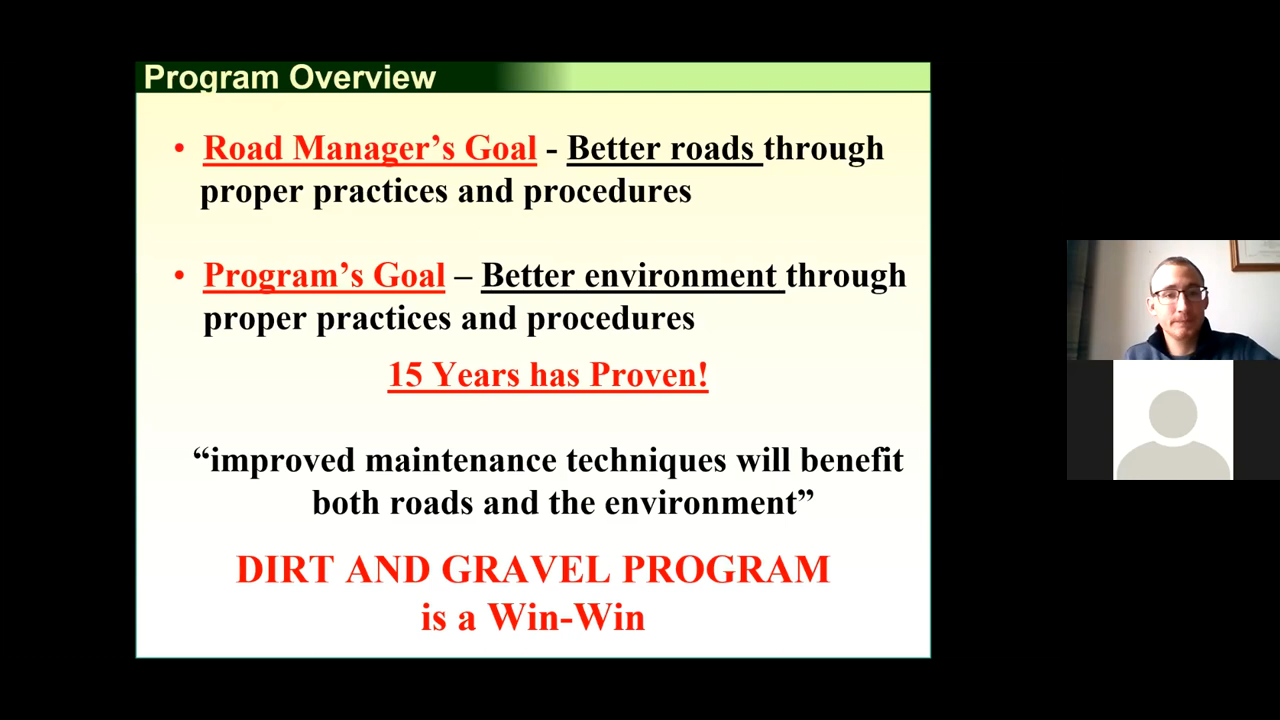 Program Overview
• Road Manager’s Goal - Better roads through
proper practices and procedures
• Program’s Goal – Better environment through
proper practices and procedures
15 Years has Proven!
“improved maintenance techniques will benefit
both roads and the environment”
DIRT AND GRAVEL PROGRAM
is a Win-Win